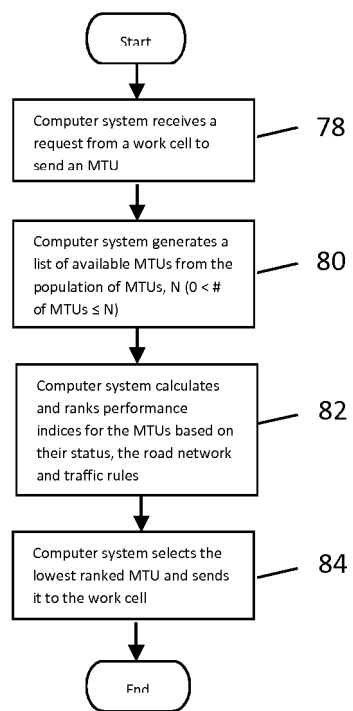 Start
Computer system receives a
request from a work cell to
send an MTU
78
Computer system generates a
list of available MTUs from the
population of MTUs, N (0 < #
of MTUs ≤ N)
80
Computer system calculates
and ranks performance
indices for the MTUs based on
their status, the road network
and traffic rules
82
Computer system selects the
lowest ranked MTU and sends
it to the work cell
84
End